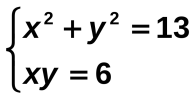 x² + y² = 13
xy = 6